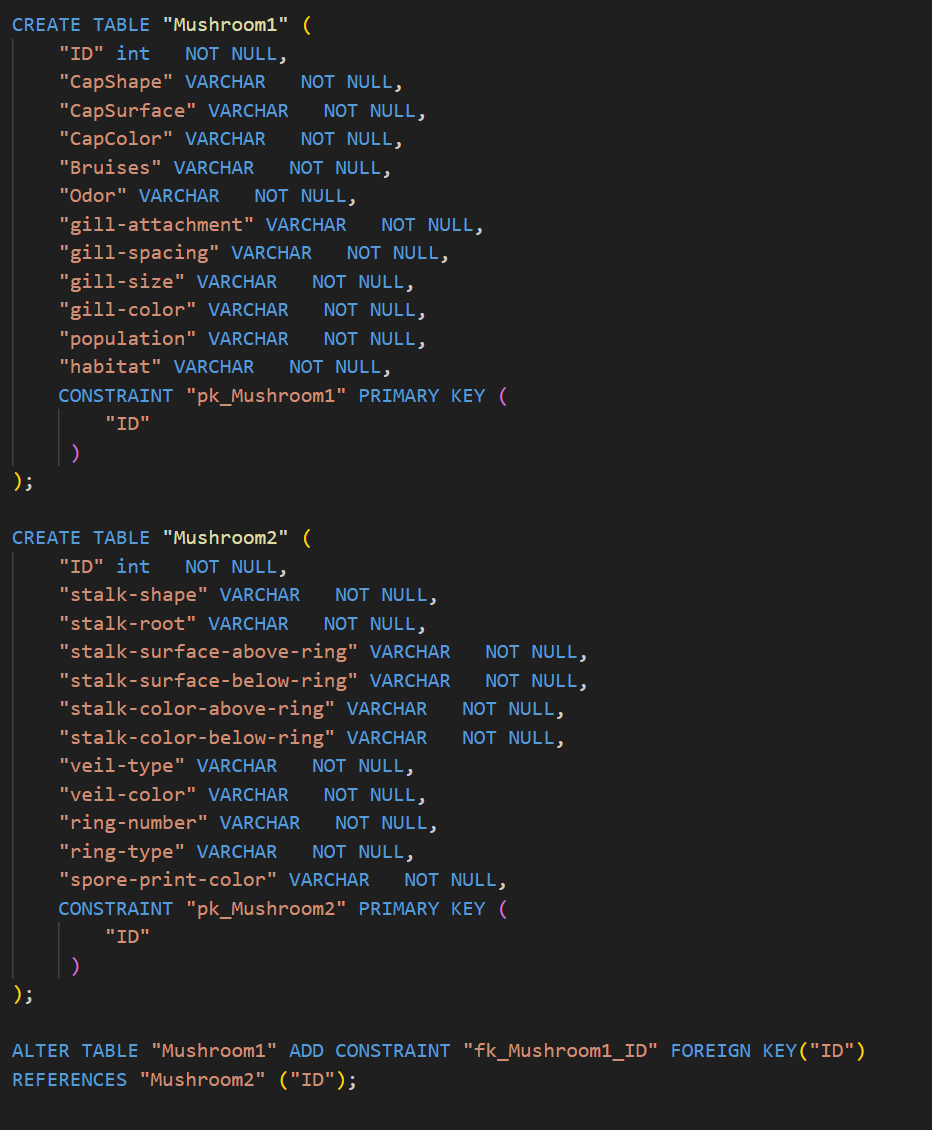 CREATE TABLE "Mushroom1" (
    "ID" int   NOT NULL,
    "CapShape" VARCHAR   NOT NULL,
    "CapSurface" VARCHAR   NOT NULL,
    "CapColor" VARCHAR   NOT NULL,
    "Bruises" VARCHAR   NOT NULL,
    "Odor" VARCHAR   NOT NULL,
    "gill-attachment" VARCHAR   NOT NULL,
    "gill-spacing" VARCHAR   NOT NULL,
    "gill-size" VARCHAR   NOT NULL,
    "gill-color" VARCHAR   NOT NULL,
    "population" VARCHAR   NOT NULL,
    "habitat" VARCHAR   NOT NULL,
    CONSTRAINT "pk_Mushroom1" PRIMARY KEY (
        "ID"
     )
);

CREATE TABLE "Mushroom2" (
    "ID" int   NOT NULL,
    "stalk-shape" VARCHAR   NOT NULL,
    "stalk-root" VARCHAR   NOT NULL,
    "stalk-surface-above-ring" VARCHAR   NOT NULL,
    "stalk-surface-below-ring" VARCHAR   NOT NULL,
    "stalk-color-above-ring" VARCHAR   NOT NULL,
    "stalk-color-below-ring" VARCHAR   NOT NULL,
    "veil-type" VARCHAR   NOT NULL,
    "veil-color" VARCHAR   NOT NULL,
    "ring-number" VARCHAR   NOT NULL,
    "ring-type" VARCHAR   NOT NULL,
    "spore-print-color" VARCHAR   NOT NULL,
    CONSTRAINT "pk_Mushroom2" PRIMARY KEY (
        "ID"
     )
);

ALTER TABLE "Mushroom1" ADD CONSTRAINT "fk_Mushroom1_ID" FOREIGN KEY("ID")
REFERENCES "Mushroom2" ("ID");